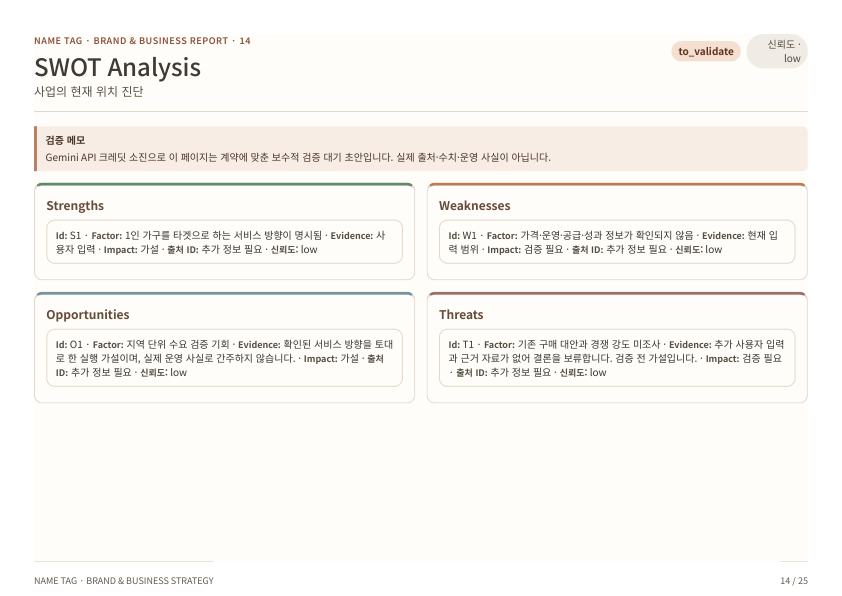 NAME TAG · BRAND & BUSINESS REPORT · 14
SWOT Analysis
사업의 현재 위치 진단
to_validate
신뢰도 ·
low
검증 메모
Gemini API 크레딧 소진으로 이 페이지는 계약에 맞춘 보수적 검증 대기 초안입니다. 실제 출처·수치·운영 사실이 아닙니다.
Strengths
Id: S1 · Factor: 1인 가구를 타겟으로 하는 서비스 방향이 명시됨 · Evidence: 사
용자 입력 · Impact: 가설 · 출처 ID: 추가 정보 필요 · 신뢰도: low
Weaknesses
Id: W1 · Factor: 가격·운영·공급·성과 정보가 확인되지 않음 · Evidence: 현재 입
력 범위 · Impact: 검증 필요 · 출처 ID: 추가 정보 필요 · 신뢰도: low
Opportunities
Id: O1 · Factor: 지역 단위 수요 검증 기회 · Evidence: 확인된 서비스 방향을 토대
로 한 실행 가설이며, 실제 운영 사실로 간주하지 않습니다. · Impact: 가설 · 출처
ID: 추가 정보 필요 · 신뢰도: low
Threats
Id: T1 · Factor: 기존 구매 대안과 경쟁 강도 미조사 · Evidence: 추가 사용자 입력
과 근거 자료가 없어 결론을 보류합니다. 검증 전 가설입니다. · Impact: 검증 필요
· 출처 ID: 추가 정보 필요 · 신뢰도: low
NAME TAG · BRAND & BUSINESS STRATEGY
14 / 25